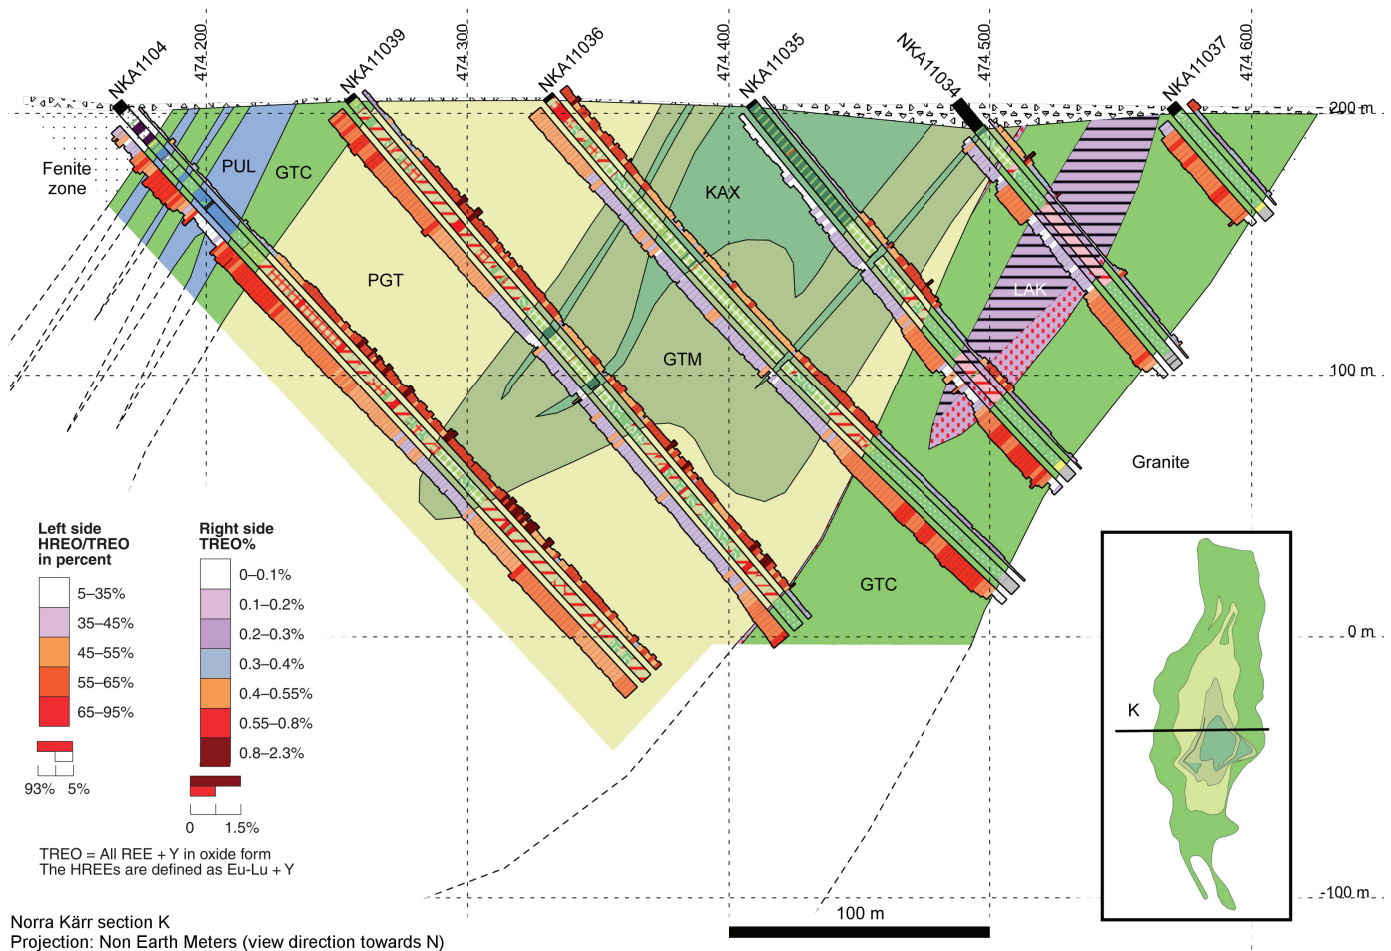 NKA1104
474.200
NKA11039
474.300
NKA11036
474.400
NKA11035
NKA11034
474.500
NKA11037
474.600
200 m
Fenite
zone
PUL
GTC
KAX
PGT
LAK
GTM
100 m
Granite
GTC
0 m
-100 m
K
Left side
HREO/TREO
in percent
5–35%
35–45%
45–55%
55–65%
65–95%
93% 5%
Right side
TREO%
0–0.1%
0.1–0.2%
0.2–0.3%
0.3–0.4%
0.4–0.55%
0.55–0.8%
0.8–2.3%
0 1.5%
TREO = All REE + Y in oxide form
The HREEs are defined as Eu-Lu + Y
100 m
Norra Kärr section K
Projection: Non Earth Meters (view direction towards N)